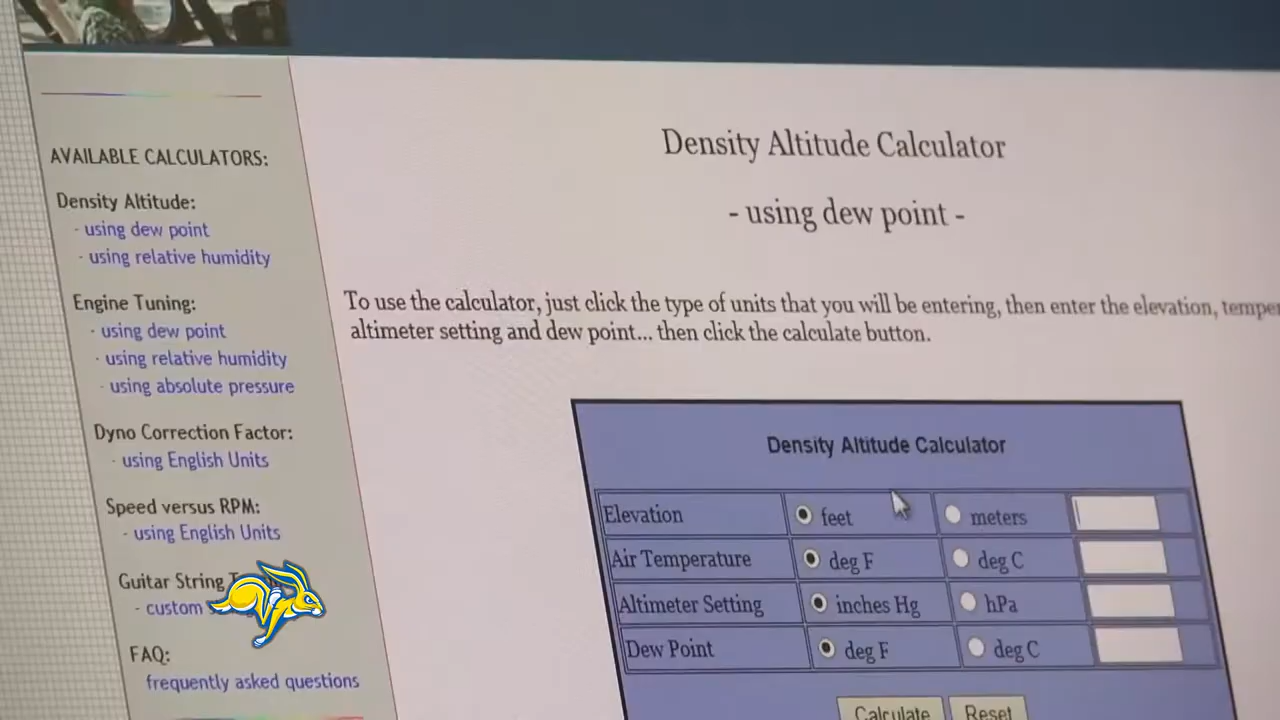 AVAILABLE CALCULATORS:
Density Altitude:
- using dew point
- using relative humidity
Engine Tuning:
- using dew point
- using relative humidity
- using absolute pressure
Dyno Correction Factor:
- using English Units
Speed versus RPM:
- using English Units
Guitar String
- custom
FAQ:
frequently asked questions
Density Altitude Calculator
- using dew point -
To use the calculator, just click the type of units that you will be entering, then enter the elevation,
altimeter setting and dew point... then click the calculate button.
Density Altitude Calculator
Elevation feet meters
Air Temperature deg F deg C
Altimeter Setting inches Hg hPa
Dew Point deg F deg C
Calculate Reset